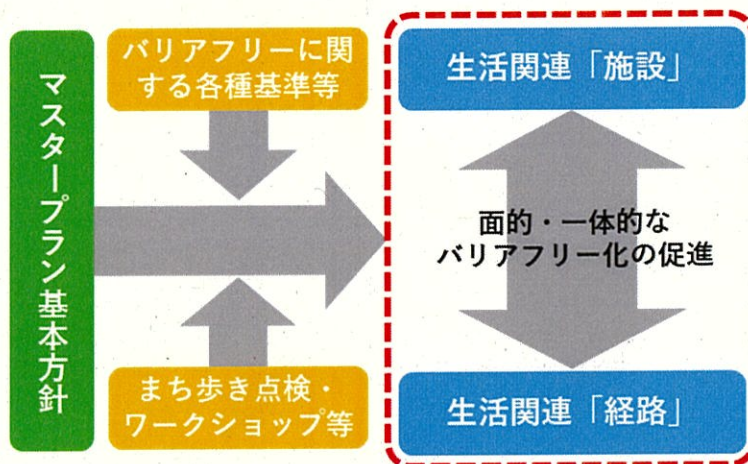 マスタープラン基本方針
バリアフリーに関
する各種基準等
まち歩き点検・
ワークショップ等
生活関連「施設」
面的・一体的な
バリアフリー化の促進
生活関連「経路」